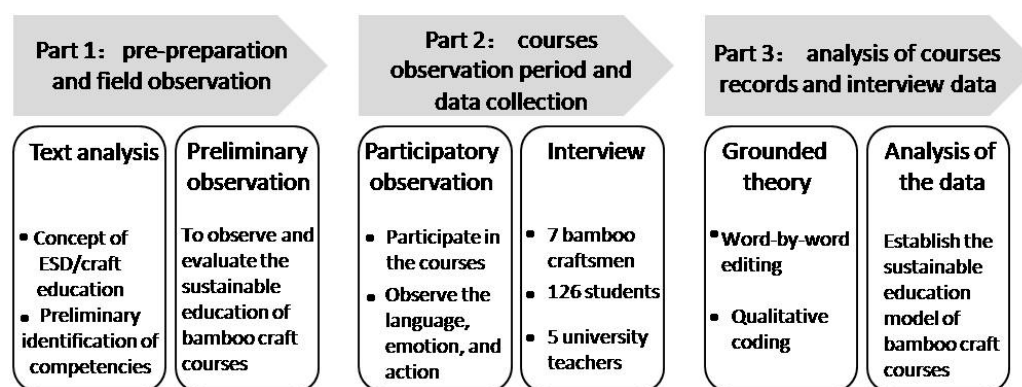 Part 1： pre-preparation
and field observation
Part 2： courses
observation period and
data collection
Part 3： analysis of courses
records and interview data
Text analysis
▪ Concept of
ESD/craft
education
▪ Preliminary
identification of
competencies
Preliminary
observation
To observe and
evaluate the
sustainable
education of
bamboo craft
courses
Participatory
observation
• Participate in
the courses
• Observe the
language,
emotion, and
action
Interview
• 7 bamboo
craftsmen
• 126 students
• 5 university
teachers
Grounded
theory
• Word-by-word
editing
• Qualitative
coding
Analysis of
the data
Establish the
sustainable
education
model of
bamboo craft
courses